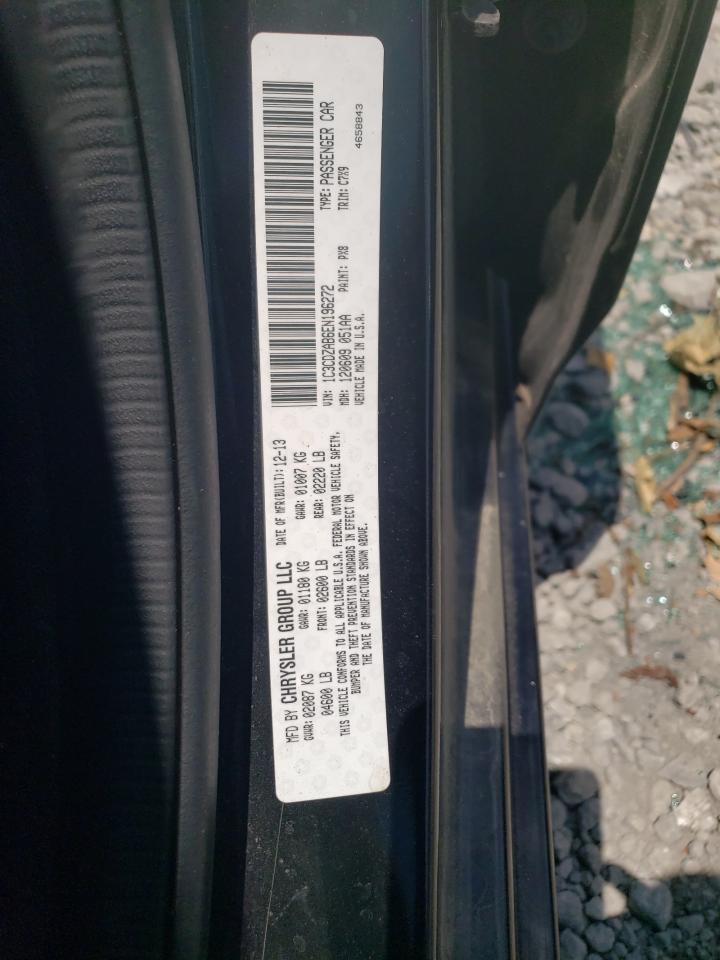 MFD BY CHRYSLER GROUP LLC DATE OF MFR(BUILT): 12-13
GVWR: 02087 KG GAWR: 01180 KG GAWR: 01007 KG
04600 LB FRONT: 02600 LB REAR: 02220 LB
THIS VEHICLE CONFORMS TO ALL APPLICABLE U.S.A. FEDERAL MOTOR VEHICLE SAFETY,
BUMPER AND THEFT PREVENTION STANDARDS IN EFFECT ON
THE DATE OF MANUFACTURE SHOWN ABOVE.
VIN: 1C3CDZAB6EN196272 TYPE: PASSENGER CAR
MDH: 120609 051AA PAINT: PX8 TRIM: C7X9
VEHICLE MADE IN U.S.A. 4658843